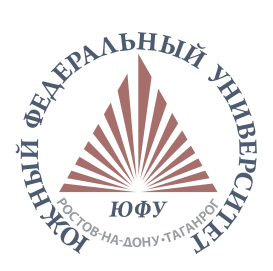 ЮЖНЫЙ ФЕДЕРАЛЬНЫЙ УНИВЕРСИТЕТ
ЮФУ
РОСТОВ-НА-ДОНУ•ТАГАНРОГ